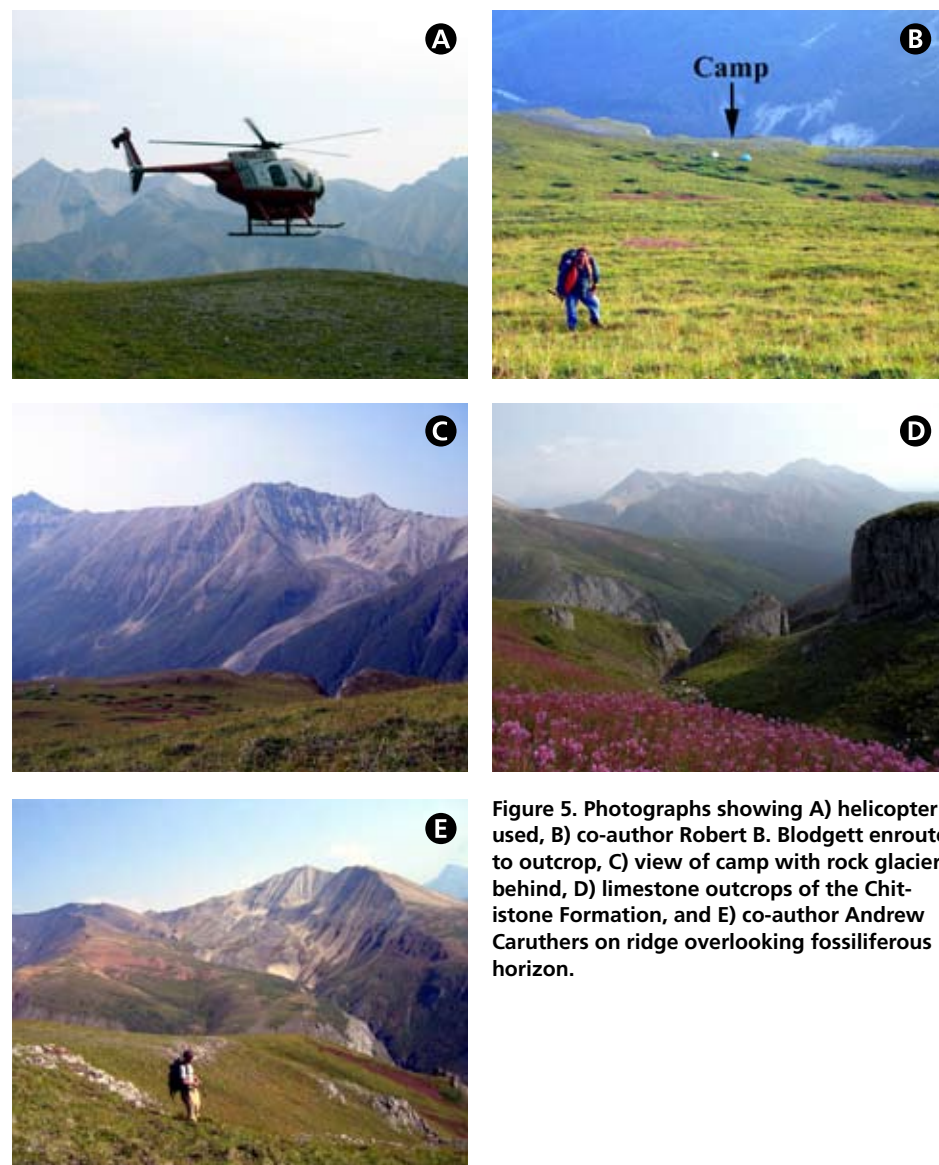 A
B
Camp
C
D
E
Figure 5. Photographs showing A) helicopter
used, B) co-author Robert B. Blodgett enroute
to outcrop, C) view of camp with rock glacier
behind, D) limestone outcrops of the Chit-
istone Formation, and E) co-author Andrew
Caruthers on ridge overlooking fossiliferous
horizon.